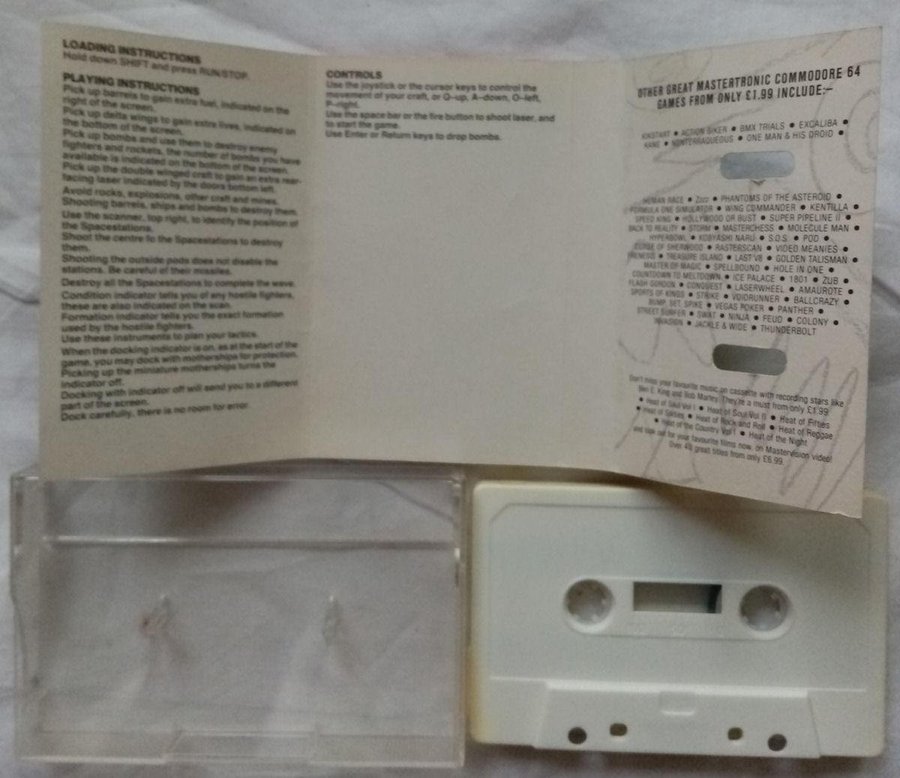 LOADING INSTRUCTIONS
Hold down SHIFT and press RUN/STOP.
PLAYING INSTRUCTIONS
Pick up barrels to gain extra fuel, indicated on the
right of the screen.
Pick up delta wings to gain extra lives, indicated on
the bottom of the screen.
Pick up bombs and use them to destroy enemy
fighters and rockets, the number of bombs you have
available is indicated on the bottom of the screen.
Pick up the double winged craft to gain an extra rear-
facing laser indicated by the doors bottom left.
Avoid rocks, explosions, other craft and mines.
Shooting barrels, ships and bombs to destroy them.
Use the scanner, top right, to identify the position of
the Spacestations.
Shoot the centre fo the Spacestations to destroy
them.
Shooting the outside pods does not disable the
stations. Be careful of their missiles.
Destroy all the Spacestations to complete the wave.
Condition indicator tells you of any hostile fighters,
these are also indicated on the scan.
Formation indicator tells you the exact formation
used by the hostile fighters.
Use these instruments to plan your tactics.
When the docking indicator is on, as at the start of the
game, you may dock with motherships for protection.
Picking up the miniature motherships turns the
indicator off.
Docking with indicator off will send you to a different
part of the screen.
Dock carefully, there is no room for error.
CONTROLS
Use the joystick or the cursor keys to control the
movement of your craft, or Q-up, A-down, O-left,
P-right.
Use the space bar or the fire button to shoot laser, and
to start the game.
Use Enter or Return keys to drop bombs.
OTHER GREAT MASTERTRONIC COMMODORE 64
GAMES FROM ONLY £1.99 INCLUDE:–
KIKSTART • ACTION BIKER • BMX TRIALS • EXCALIBA •
KANE • NONTERRAQUEOUS • ONE MAN & HIS DROID •
HUMAN RACE • Zzzz • PHANTOMS OF THE ASTEROID •
FORMULA ONE SIMULATOR • WING COMMANDER • KENTILLA •
SPEED KING • HOLLYWOOD OR BUST • SUPER PIPELINE II •
BACK TO REALITY • STORM • MASTERCHESS • MOLECULE MAN •
HYPERBOWL • KOBYASHI NARU • S.O.S. • POD •
CURSE OF SHERWOOD • RASTERSCAN • VIDEO MEANIES •
• TREASURE ISLAND • LAST V8 • GOLDEN TALISMAN •
MASTER OF MAGIC • SPELLBOUND • HOLE IN ONE •
COUNTDOWN TO MELTDOWN • ICE PALACE • 1801 • ZUB •
FLASH GORDON • CONQUEST • LASERWHEEL • AMAUROTE •
SPORTS OF KINGS • STRIKE • VOIDRUNNER • BALLCRAZY •
BUMP, SET, SPIKE • VEGAS POKER • PANTHER •
STREET SURFER • SWAT • NINJA • FEUD • COLONY •
INVASION • JACKLE & WIDE • THUNDERBOLT
Don't miss your favourite music on cassette with recording stars like
Ben E. King and Bob Marley. They're a must from only £1.99
• Heat of Soul Vol I • Heat of Soul Vol II • Heat of Fifties
• Heat of Sixties • Heat of Rock and Roll • Heat of Reggae
• Heat of the Country Vol I • Heat of the Night
and look out for your favourite films now, on Mastervision video!
Over 40 great titles from only £6.99